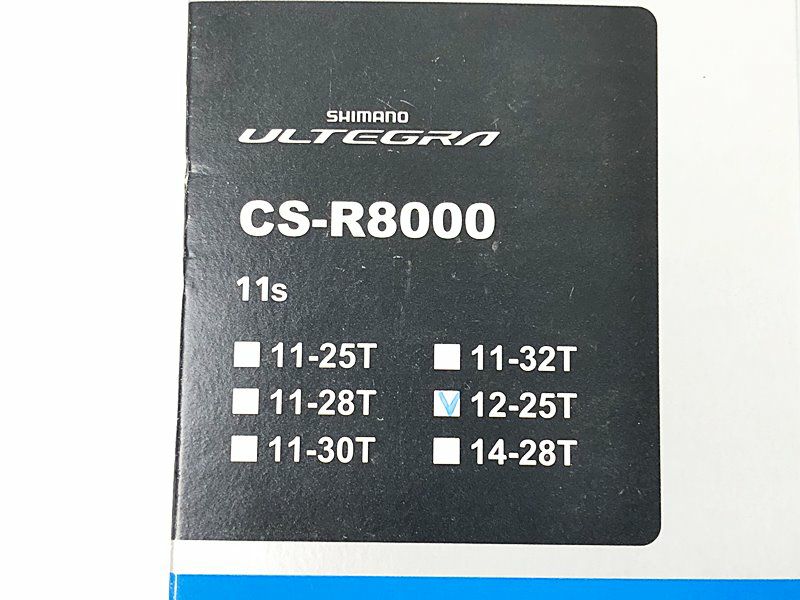 SHIMANO
ULTEGRA
CS-R8000
11s
11-25T
11-32T
11-28T
12-25T
11-30T
14-28T